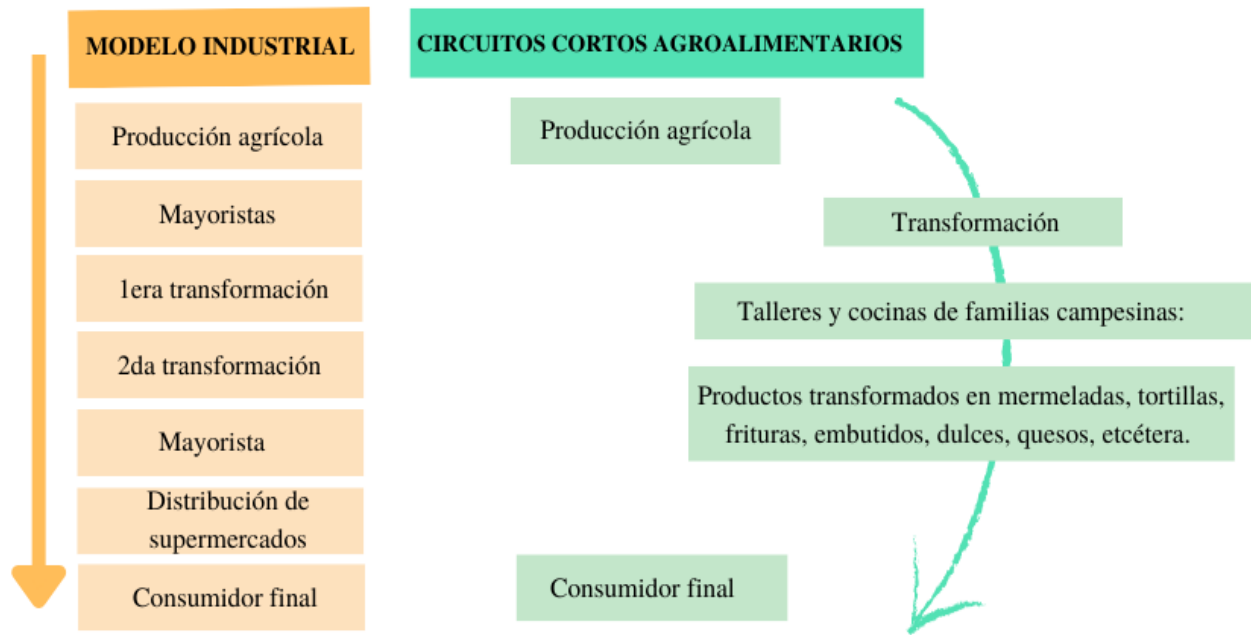 MODELO INDUSTRIAL
Producción agrícola
Mayoristas
1era transformación
2da transformación
Mayorista
Distribución de
supermercados
Consumidor final
CIRCUITOS CORTOS AGROALIMENTARIOS
Producción agrícola
Transformación
Talleres y cocinas de familias campesinas:
Productos transformados en mermeladas, tortillas,
frituras, embutidos, dulces, quesos, etcétera.
Consumidor final